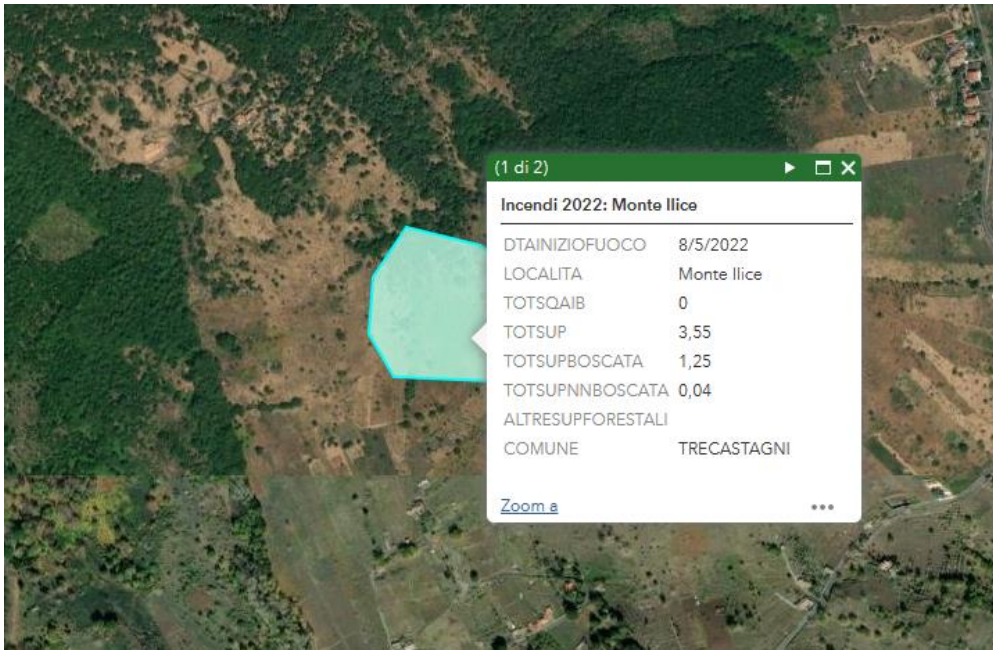 (1 di 2)
Incendi 2022: Monte Ilice
DTAINIZIOFUOCO 8/5/2022
LOCALITA Monte Ilice
TOTSQAIB 0
TOTSUP 3,55
TOTSUPBOSCATA 1,25
TOTSUPNNBOSCATA 0,04
ALTRESUPFORESTALI
COMUNE TRECASTAGNI
Zoom a